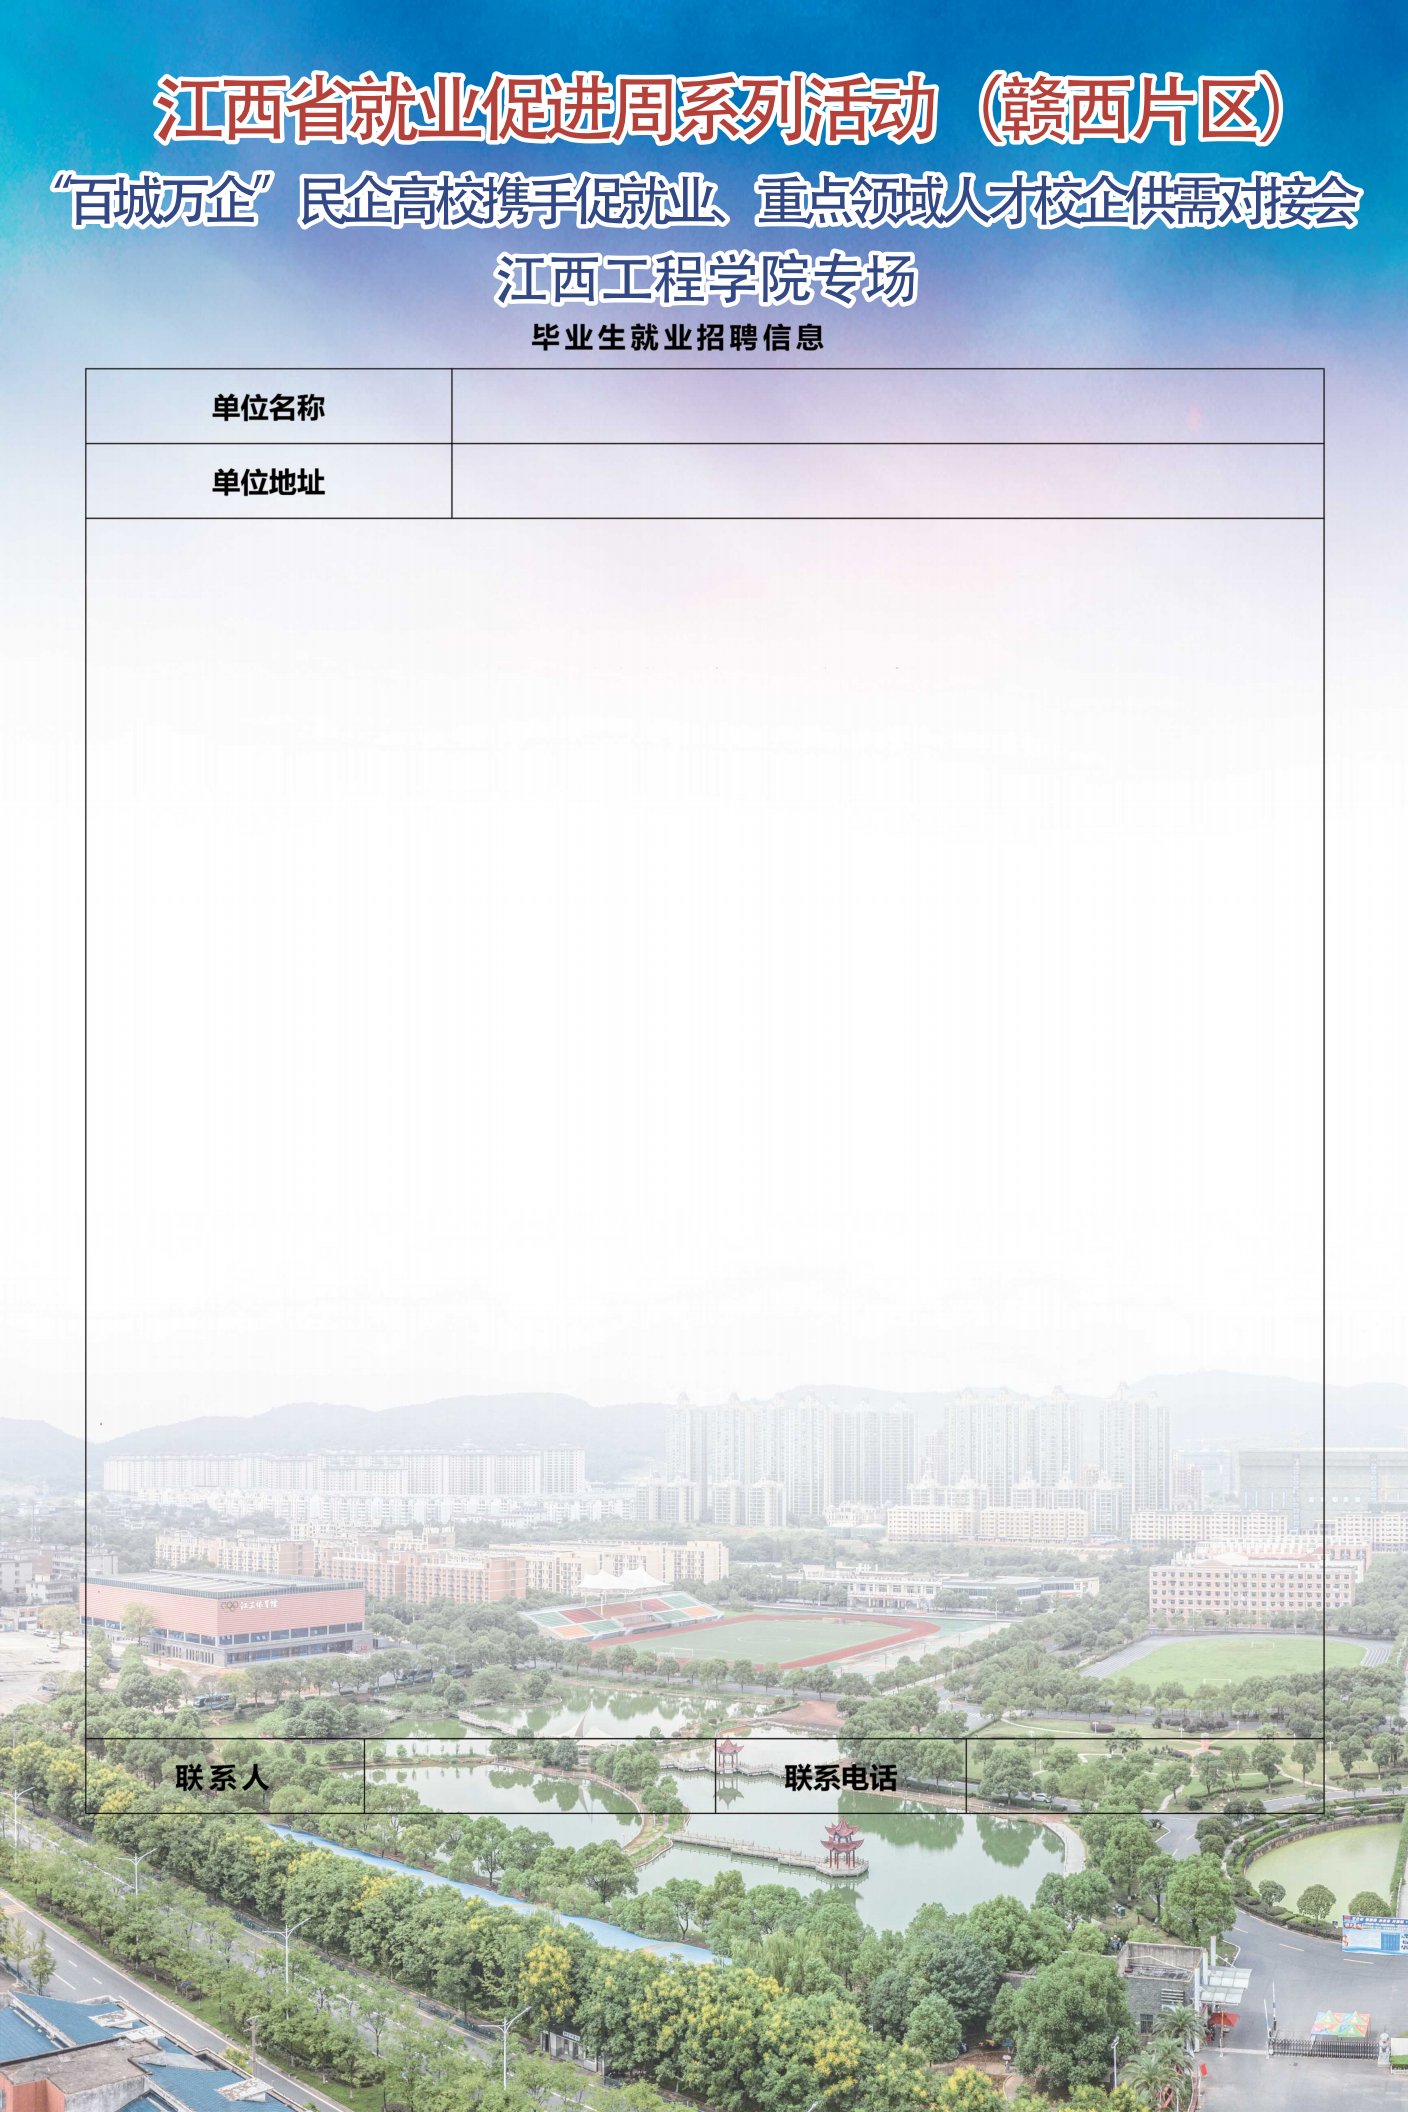 江西省就业促进周系列活动（赣西片区）
“百城万企”民企高校携手促就业、重点领域人才校企供需对接会
江西工程学院专场
毕业生就业招聘信息
单位名称
单位地址
联系人
联系电话